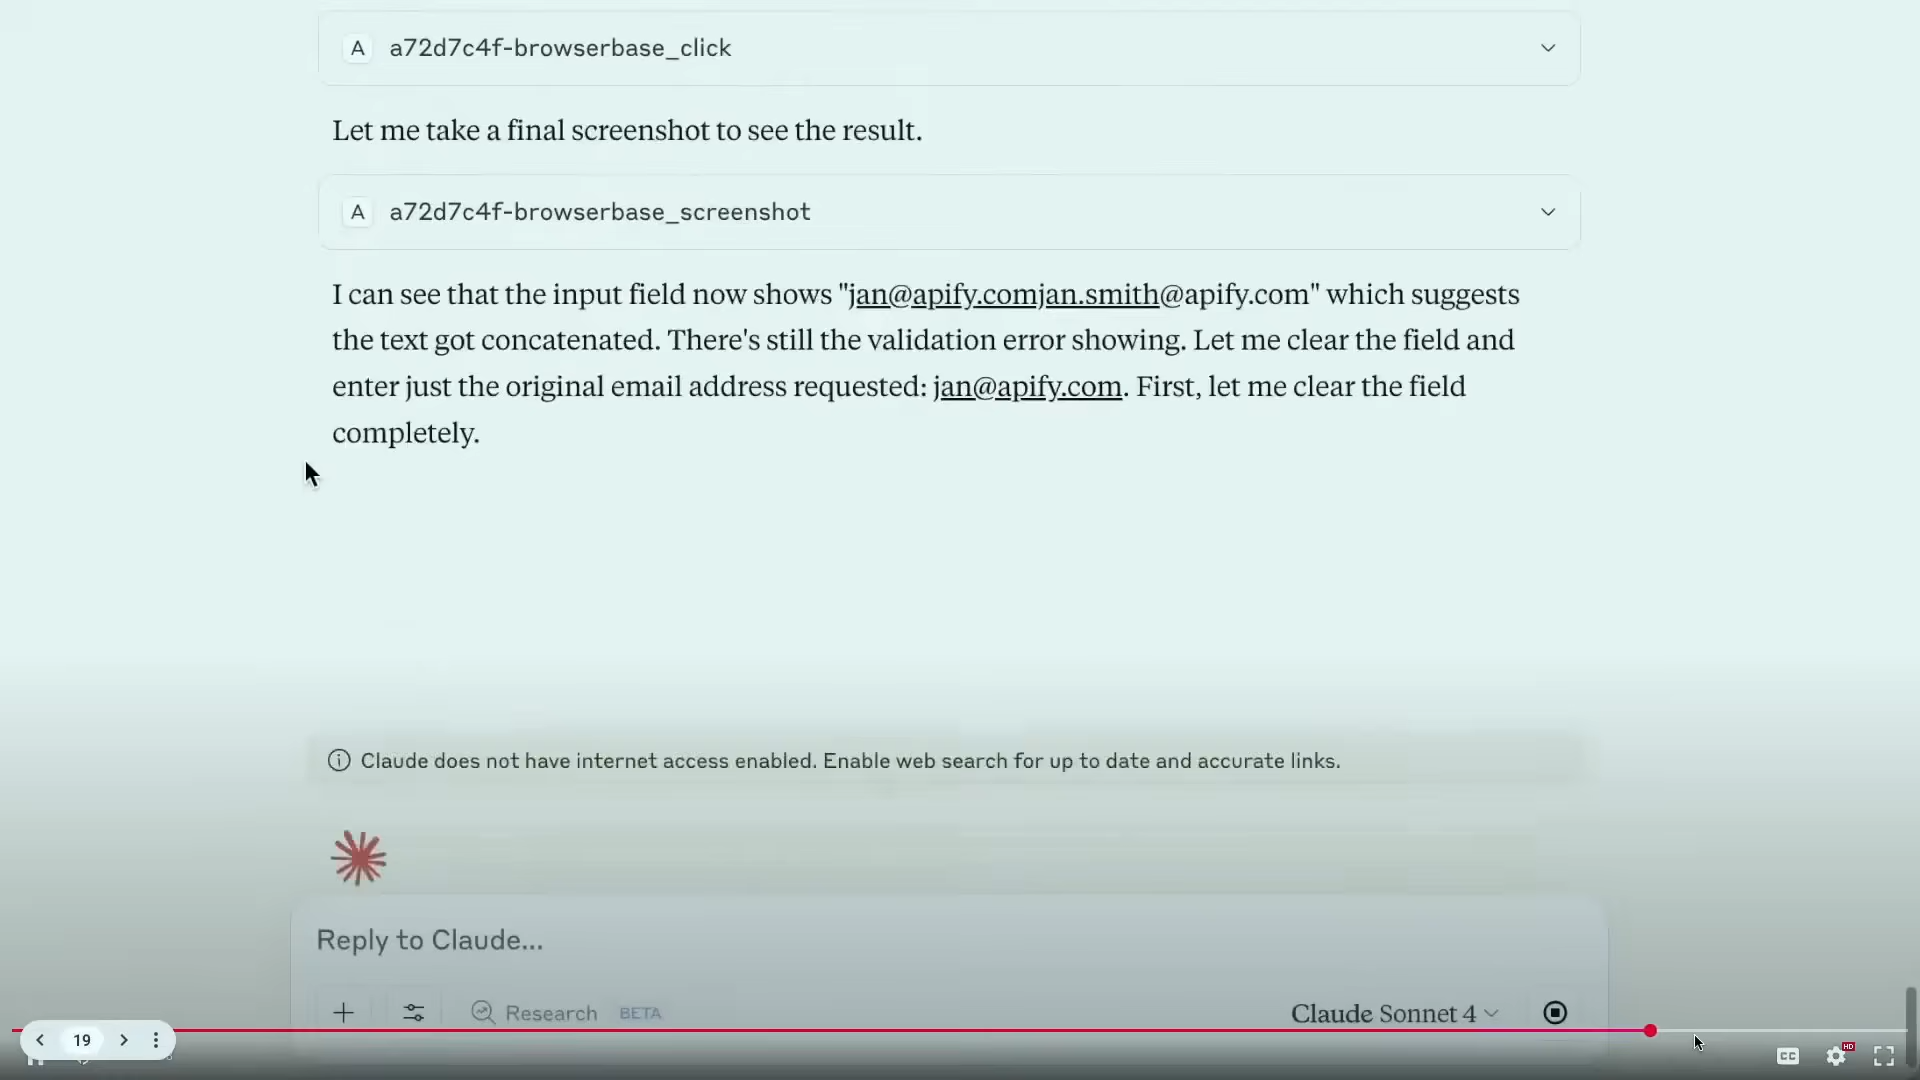 A a72d7c4f-browserbase_click
Let me take a final screenshot to see the result.
A a72d7c4f-browserbase_screenshot
I can see that the input field now shows "jan@apify.comjan.smith@apify.com" which suggests
the text got concatenated. There's still the validation error showing. Let me clear the field and
enter just the original email address requested: jan@apify.com. First, let me clear the field
completely.
Claude does not have internet access enabled. Enable web search for up to date and accurate links.
Reply to Claude...
Research BETA
Claude Sonnet 4
19
CC
HD